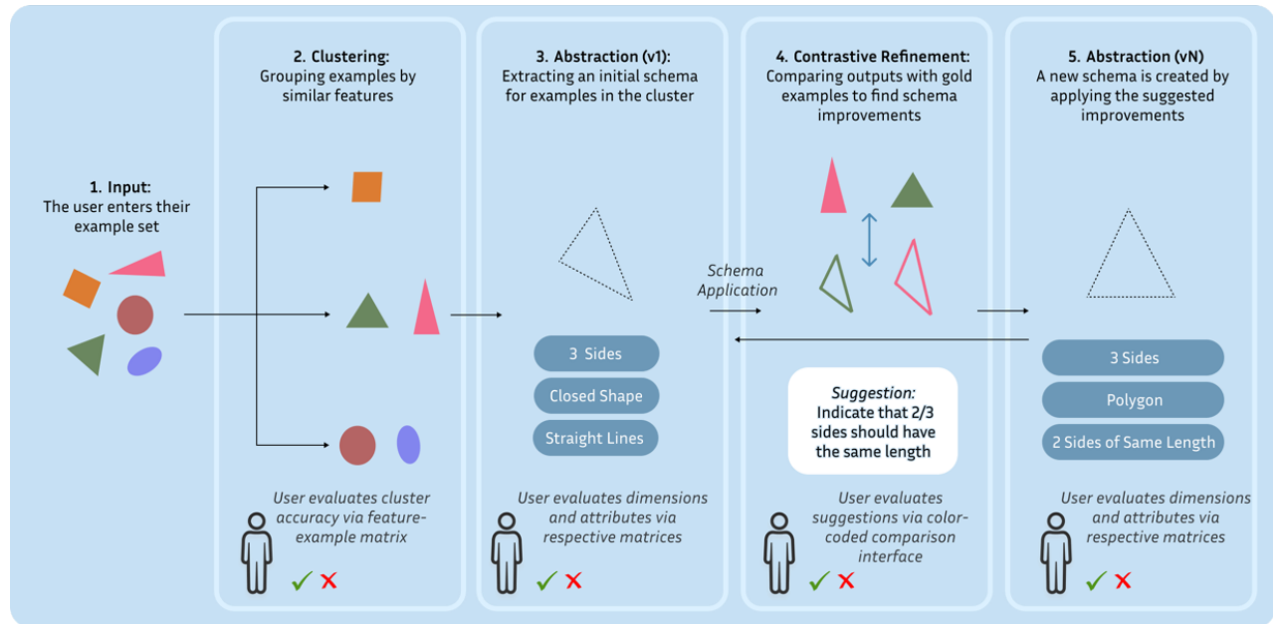 1. Input:
The user enters their
example set
2. Clustering:
Grouping examples by
similar features
User evaluates cluster
accuracy via feature-
example matrix
3. Abstraction (v1):
Extracting an initial schema
for examples in the cluster
3 Sides
Closed Shape
Straight Lines
User evaluates dimensions
and attributes via
respective matrices
Schema
Application
4. Contrastive Refinement:
Comparing outputs with gold
examples to find schema
improvements
Suggestion:
Indicate that 2/3
sides should have
the same length
User evaluates
suggestions via color-
coded comparison
interface
5. Abstraction (vN)
A new schema is created by
applying the suggested
improvements
3 Sides
Polygon
2 Sides of Same Length
User evaluates dimensions
and attributes via
respective matrices